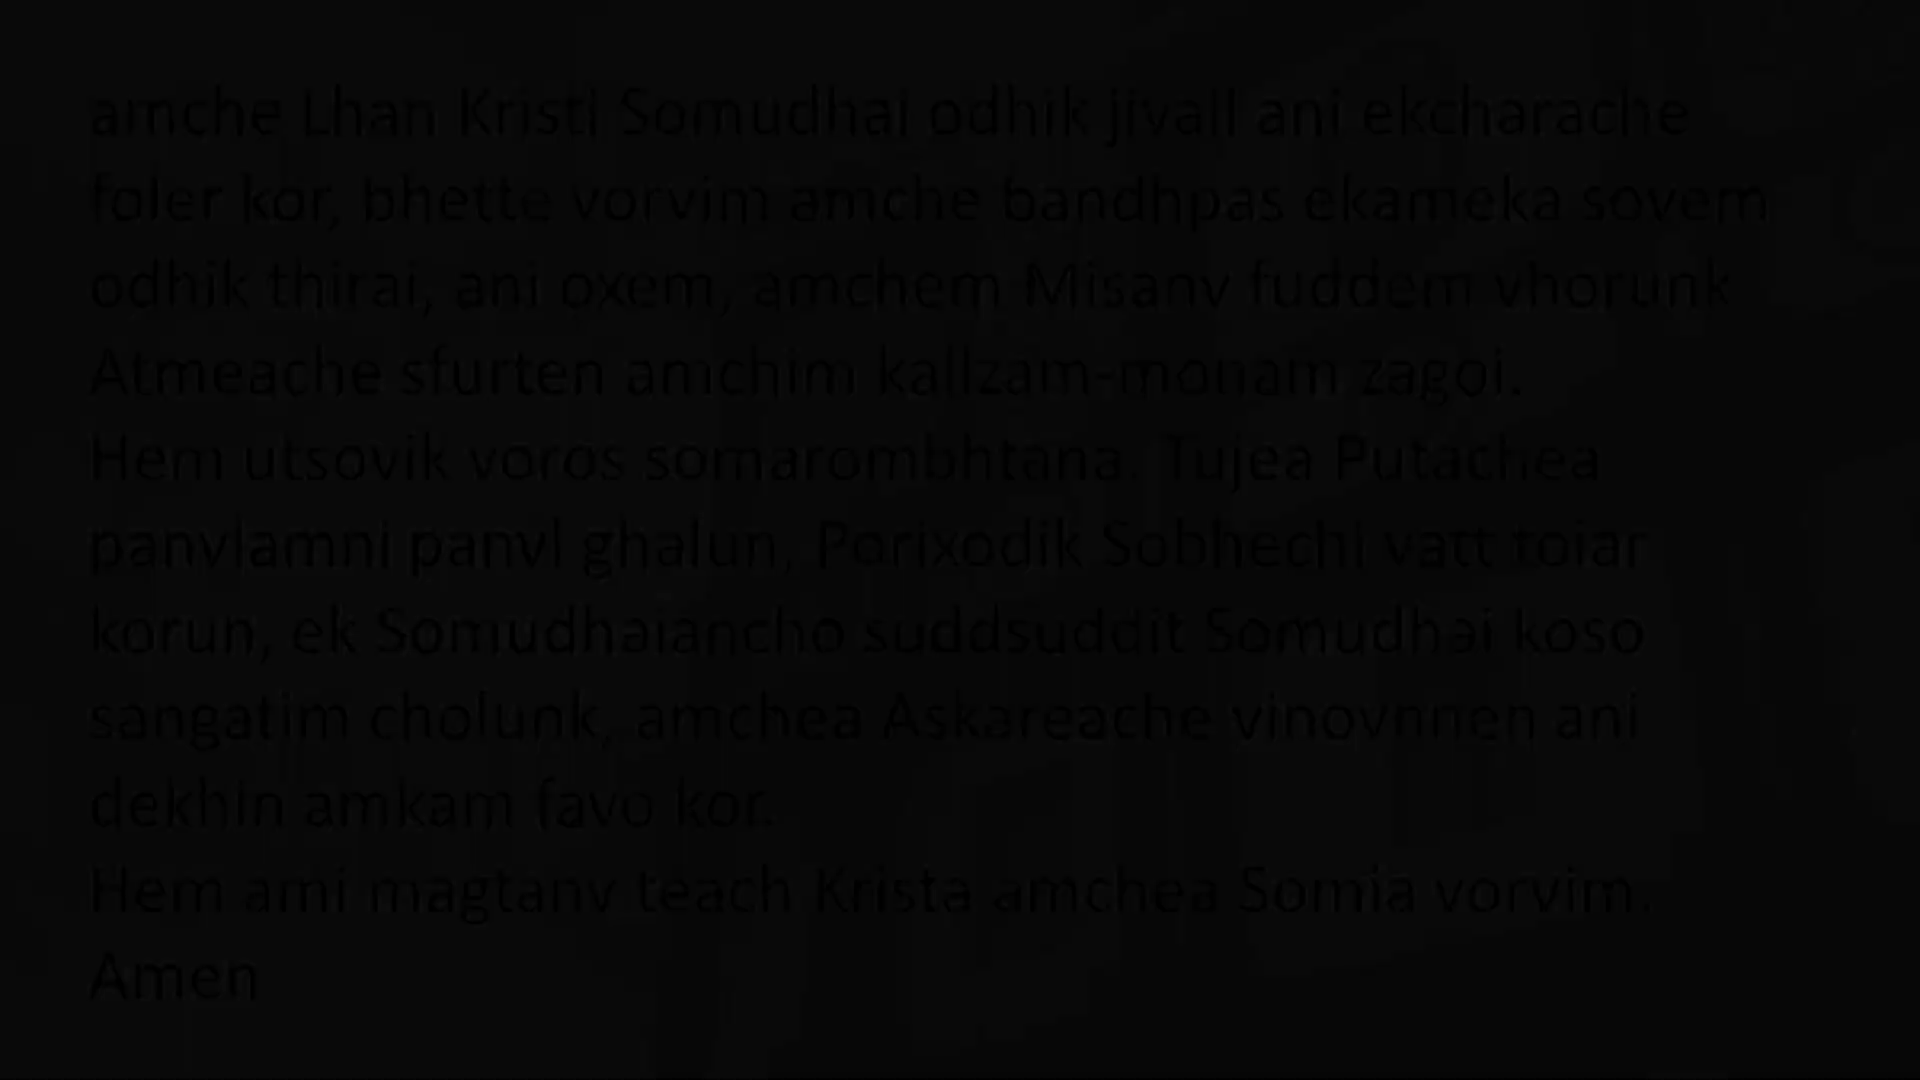 amche Lhan Kristi Somudhai odhik jivall ani ekcharache
foler kor, bhette vorvim amche bandhpas ekameka sovem
odhik thirai, ani oxem, amchem Misanv fuddem vhorunk
Atmeache sfurten amchim kallzam-monam zagoi.
Hem utsovik voros somarombhtana. Tujea Putachea
panvlamni panvl ghalun, Porixodik Sobhechi vatt toiar
korun, ek Somudhaiancho suddsuddit Somudhai koso
sangatim cholunk, amchea Askareache vinovnnen ani
dekhin amkam favo kor.
Hem ami magtanv teach Krista amchea Somia vorvim.
Amen